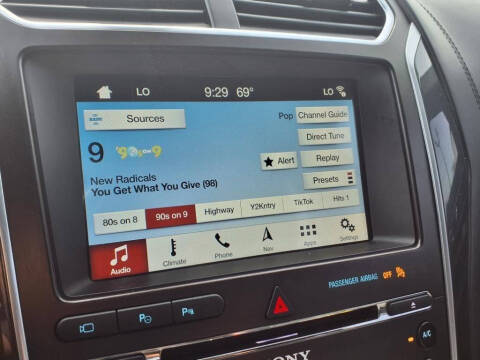 LO 9:29 69° LO
Sources
Pop
Channel Guide
Direct Tune
9
'90s on 9
Alert
Replay
New Radicals
You Get What You Give (98)
Presets
80s on 8
90s on 9
Highway
Y2Kntry
TikTok
Hits 1
Audio
Climate
Phone
Nav
Apps
Settings
PASSENGER AIRBAG OFF
A/C
SONY